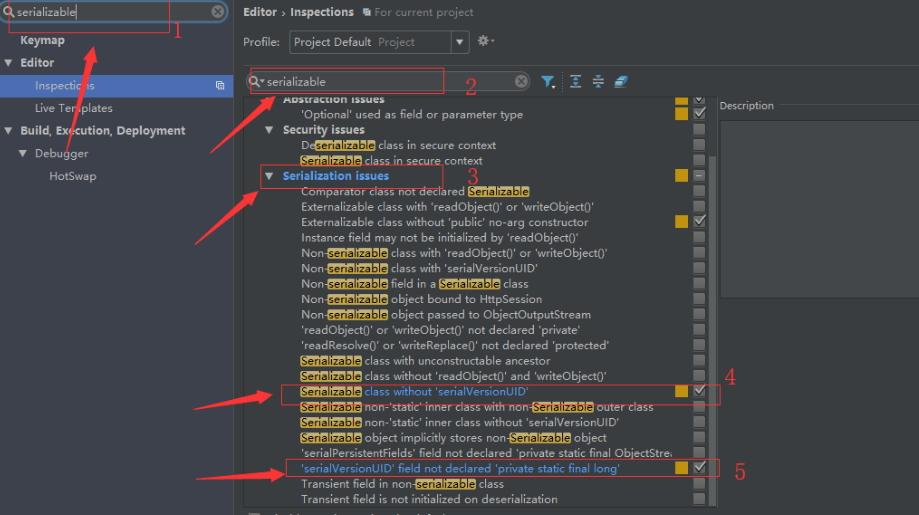 serializable
1
Keymap
Editor
Inspections
Live Templates
Build, Execution, Deployment
Debugger
HotSwap
Editor › Inspections For current project
Profile: Project Default Project
serializable
2
Abstraction issues
'Optional' used as field or parameter type
Security issues
Deserializable class in secure context
Serializable class in secure context
Serialization issues
3
Comparator class not declared Serializable
Externalizable class with 'readObject()' or 'writeObject()'
Externalizable class without 'public' no-arg constructor
Instance field may not be initialized by 'readObject()'
Non-serializable class with 'readObject()' or 'writeObject()'
Non-serializable class with 'serialVersionUID'
Non-serializable field in a Serializable class
Non-serializable object bound to HttpSession
Non-serializable object passed to ObjectOutputStream
'readObject()' or 'writeObject()' not declared 'private'
'readResolve()' or 'writeReplace()' not declared 'protected'
Serializable class with unconstructable ancestor
Serializable class without 'readObject()' and 'writeObject()'
Serializable class without 'serialVersionUID'
4
Serializable non-'static' inner class with non-Serializable outer class
Serializable non-'static' inner class without 'serialVersionUID'
Serializable object implicitly stores non-Serializable object
'serialPersistentFields' field not declared 'private static final ObjectStrea
'serialVersionUID' field not declared 'private static final long'
5
Transient field in non-serializable class
Transient field is not initialized on deserialization
Description